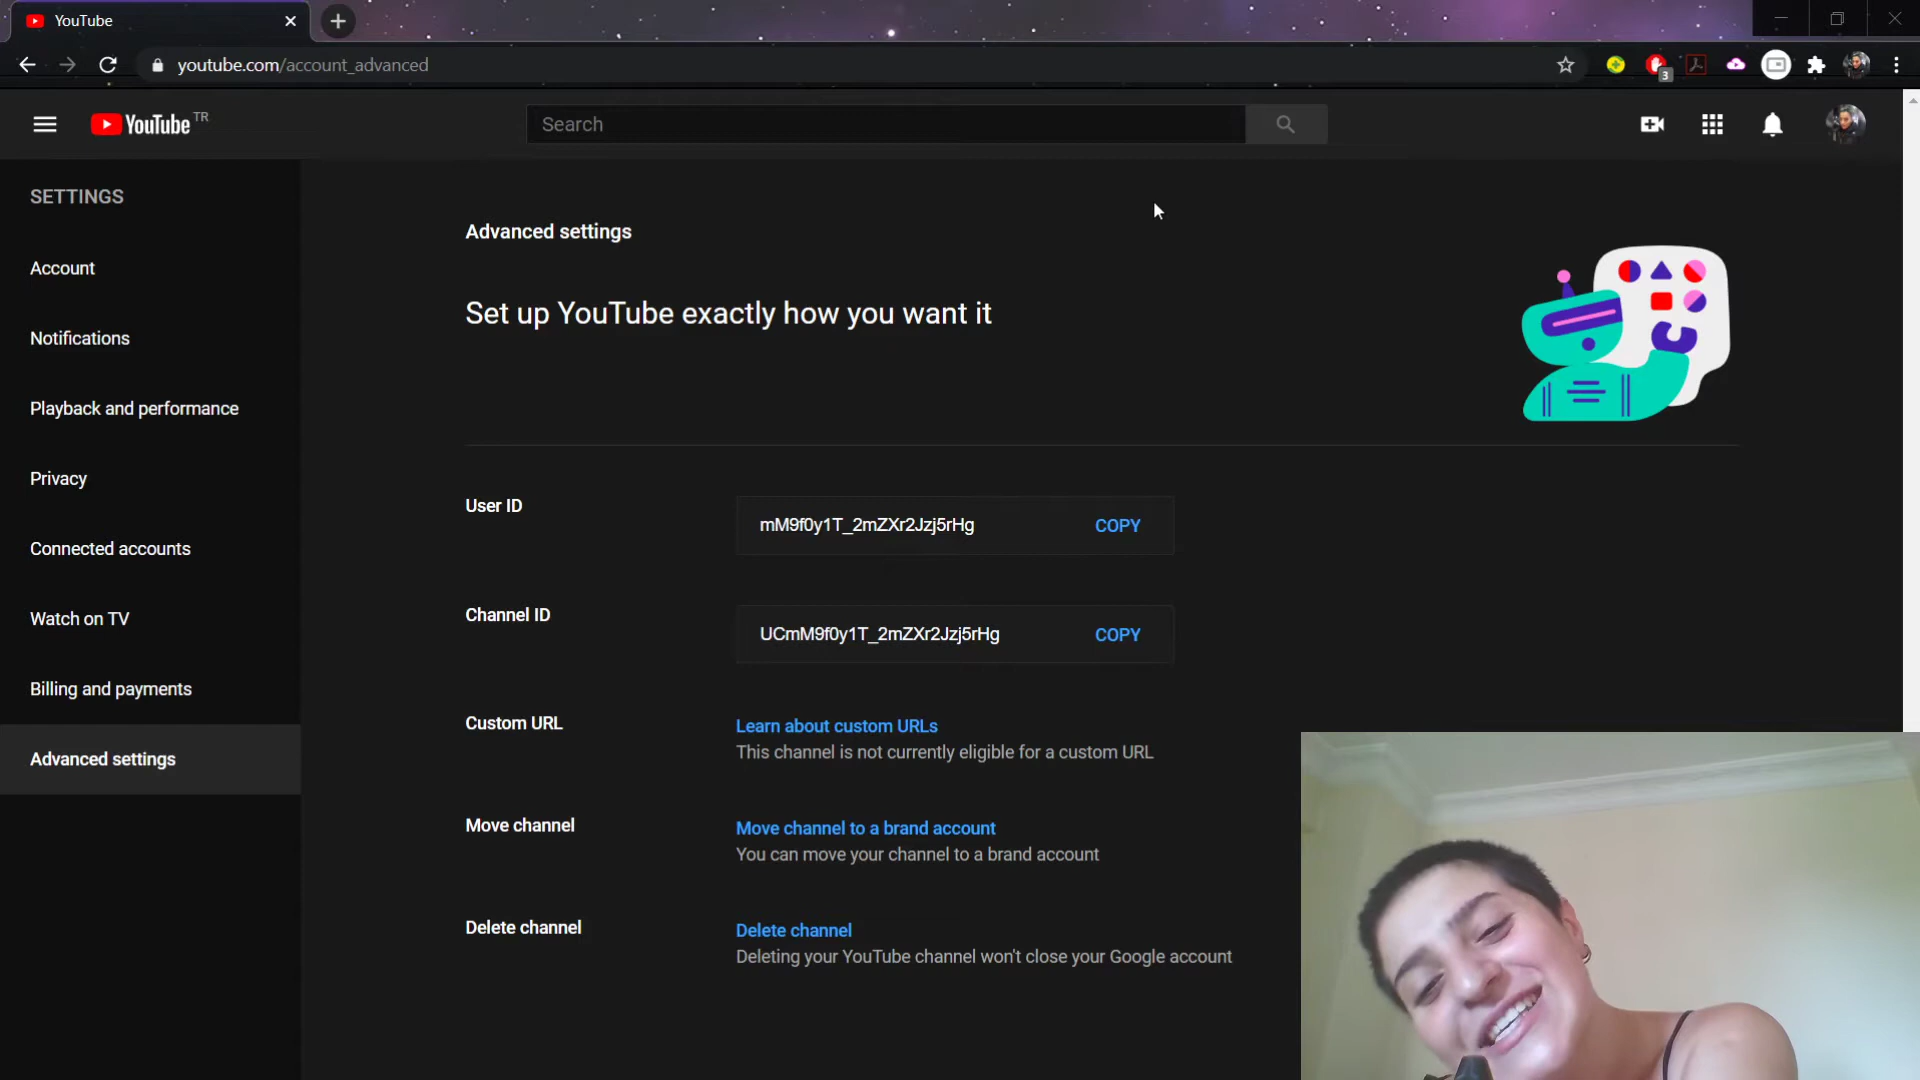 YouTube
youtube.com/account_advanced
3
YouTube TR
Search
SETTINGS
Account
Notifications
Playback and performance
Privacy
Connected accounts
Watch on TV
Billing and payments
Advanced settings
Advanced settings
Set up YouTube exactly how you want it
User ID
mM9f0y1T_2mZXr2Jzj5rHg COPY
Channel ID
UCmM9f0y1T_2mZXr2Jzj5rHg COPY
Custom URL
Learn about custom URLs
This channel is not currently eligible for a custom URL
Move channel
Move channel to a brand account
You can move your channel to a brand account
Delete channel
Delete channel
Deleting your YouTube channel won't close your Google account